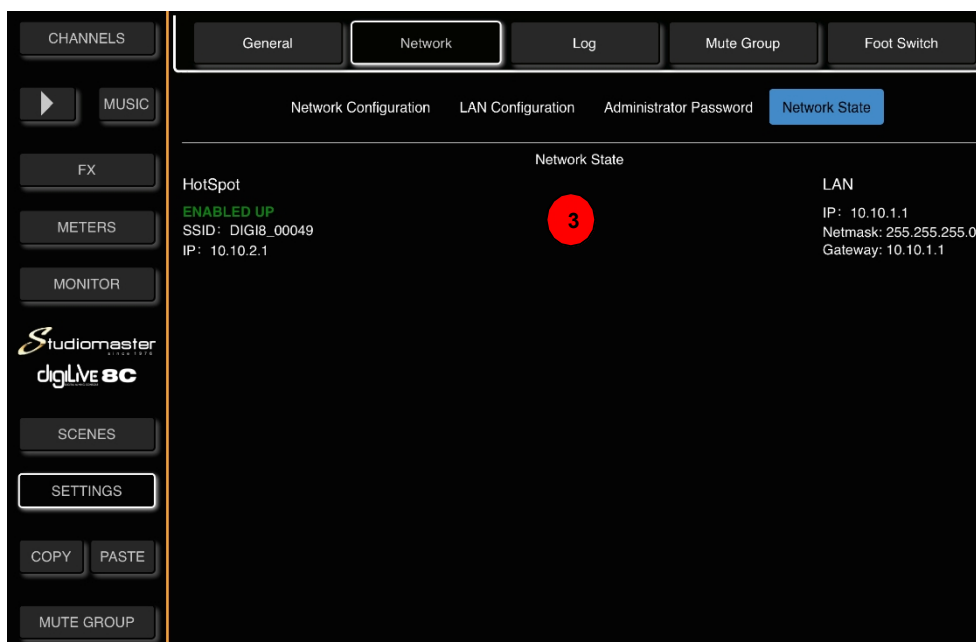 CHANNELS
General
Network
Log
Mute Group
Foot Switch
MUSIC
Network Configuration
LAN Configuration
Administrator Password
Network State
FX
Network State
HotSpot
LAN
ENABLED UP
SSID: DIGI8_00049
IP: 10.10.2.1
3
IP: 10.10.1.1
Netmask: 255.255.255.0
Gateway: 10.10.1.1
METERS
MONITOR
Studiomaster
since 1976
digiLiVE 8C
SCENES
SETTINGS
COPY
PASTE
MUTE GROUP